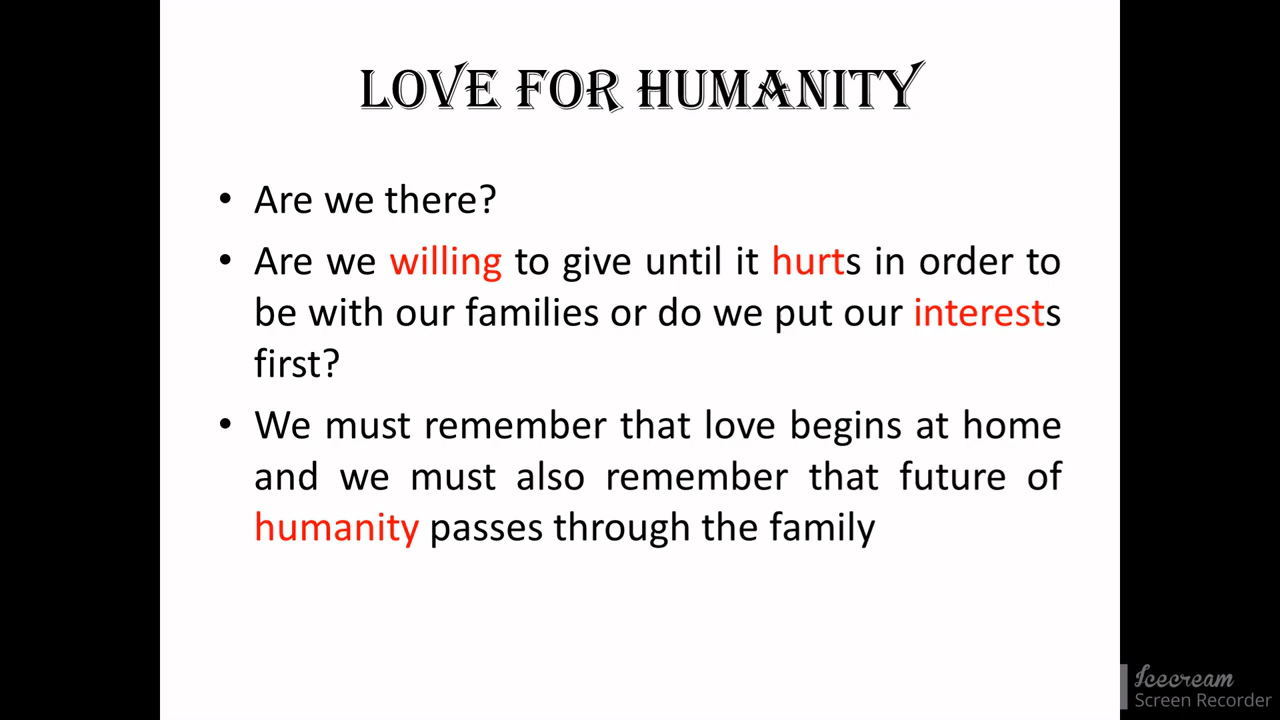 LOVE FOR HUMANITY
• Are we there?
• Are we willing to give until it hurts in order to
be with our families or do we put our interests
first?
• We must remember that love begins at home
and we must also remember that future of
humanity passes through the family
Icecream
Screen Recorder